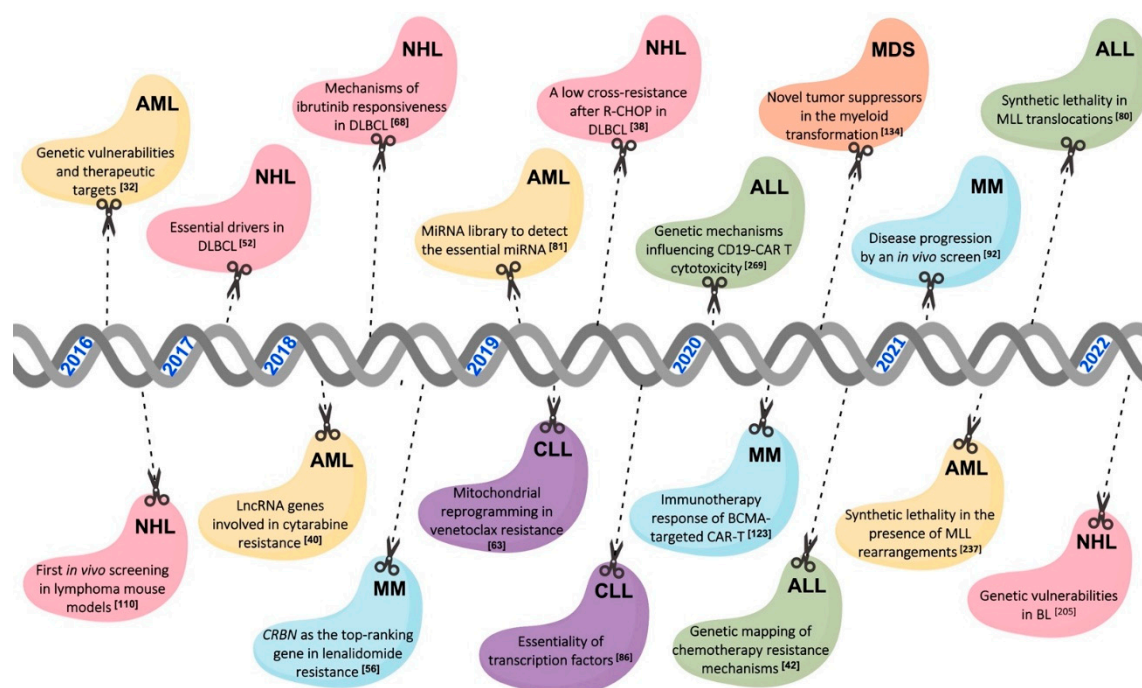 AML
Genetic vulnerabilities
and therapeutic
targets [32]
NHL
Essential drivers in
DLBCL [52]
NHL
Mechanisms of
ibrutinib responsiveness
in DLBCL [68]
AML
MiRNA library to detect
the essential miRNA [81]
NHL
A low cross-resistance
after R-CHOP in
DLBCL [38]
ALL
Genetic mechanisms
influencing CD19-CAR T
cytotoxicity [269]
MDS
Novel tumor suppressors
in the myeloid
transformation [134]
MM
Disease progression
by an in vivo screen [92]
ALL
Synthetic lethality in
MLL translocations [80]
2016
2017
2018
2019
2020
2021
2022
NHL
First in vivo screening
in lymphoma mouse
models [110]
AML
LncRNA genes
involved in cytarabine
resistance [40]
MM
CRBN as the top-ranking
gene in lenalidomide
resistance [56]
CLL
Mitochondrial
reprogramming in
venetoclax resistance
[63]
CLL
Essentiality of
transcription factors [86]
MM
Immunotherapy
response of BCMA-
targeted CAR-T [123]
ALL
Genetic mapping of
chemotherapy resistance
mechanisms [42]
AML
Synthetic lethality in the
presence of MLL
rearrangements [237]
NHL
Genetic vulnerabilities
in BL [205]